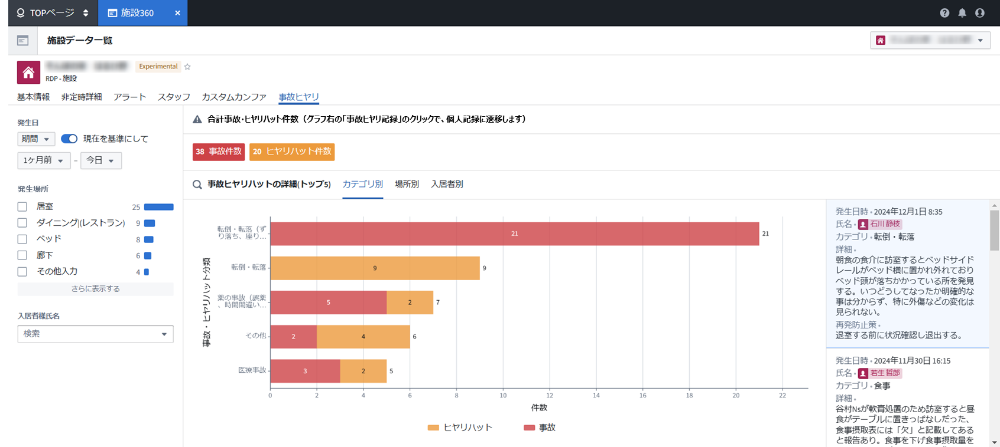 TOPページ
施設360
施設データ一覧
Experimental
RDP - 施設
基本情報 非定時詳細 アラート スタッフ カスタムカンファ 事故ヒヤリ
発生日
期間 現在を基準にして
1ケ月前 - 今日
発生場所
居室 25
ダイニング|(レストラン) 9
ベッド 8
廊下 6
その他入力 4
さらに表示する
入居者様氏名
検索
合計事故・ヒヤリハット件数（グラフ右の「事故ヒヤリ記録」のクリックで、個人記録に遷移します）
38 事故件数 20 ヒヤリハット件数
事故ヒヤリハットの詳細(トップ5) カテゴリ別 場所別 入居者別
事故・ヒヤリハット分類
転倒・転落（ず
り落ち、座り...
21
21
転倒・転落
9
9
薬の事故（誤薬
、時間間違い...
5
2
7
その他
2
4
6
医療事故
3
2
5
0 2 4 6 8 10 12 14 16 18 20 22
件数
ヒヤリハット 事故
発生日時 • 2024年12月1日 8:35
氏名 • 石川 静枝
カテゴリ • 転倒・転落
詳細 •
朝食の食介に訪室するとベッドサイド
レールがベッド横に置かれ外れており
ベッド頭が落ちかかっている所を発見
する。いつどうしてなったか明確的な
事は分からず、特に外傷などの変化は
見られない。
再発防止策 •
退室する前に状況確認し退出する。
発生日時 • 2024年11月30日 16:15
氏名 • 若生 哲郎
カテゴリ • 食事
詳細 •
谷村Nsが軟膏処置のため訪室すると昼
食がテーブルに置きっぱなしだった、
食事摂取表には「欠」と記載してある
と報告あり。食事を下げ食事摂取量を